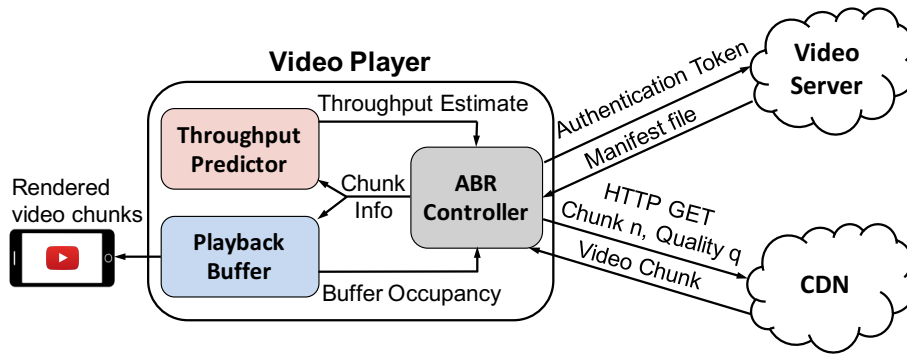 Video Player
Throughput Estimate
Throughput
Predictor
Chunk
Info
ABR
Controller
Playback
Buffer
Buffer Occupancy
Rendered
video chunks
Authentication Token
Manifest file
Video
Server
HTTP GET
Chunk n, Quality q
Video Chunk
CDN